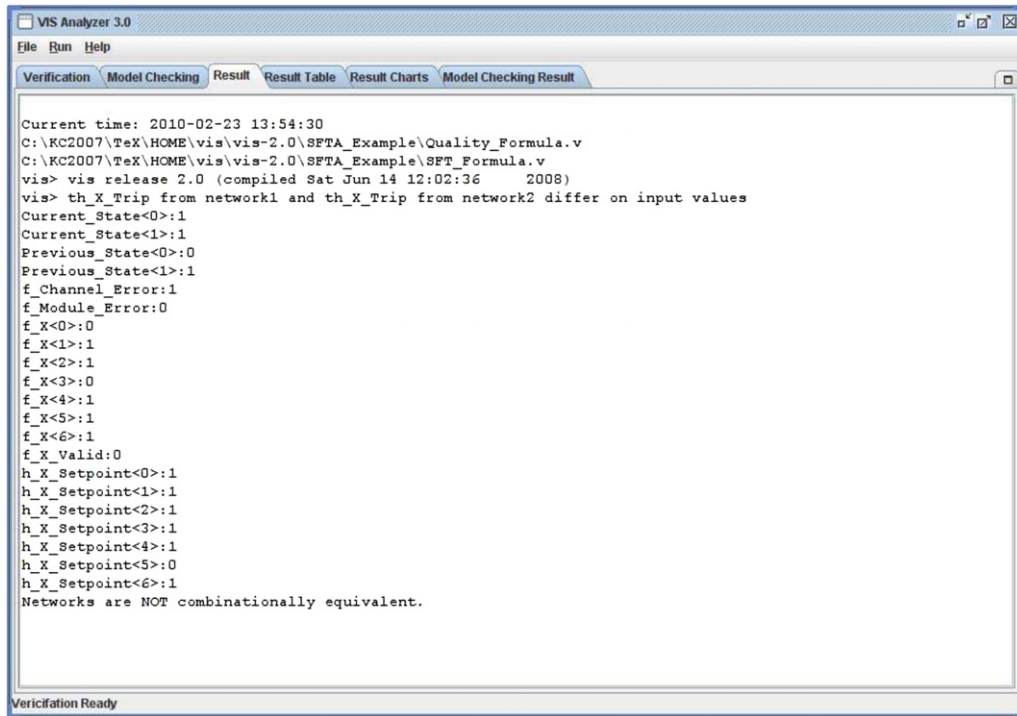 VIS Analyzer 3.0
File Run Help
Verification Model Checking Result Result Table Result Charts Model Checking Result
Current time: 2010-02-23 13:54:30
C:\KC2007\TeX\HOME\vis\vis-2.0\SFTA_Example\Quality_Formula.v
C:\KC2007\TeX\HOME\vis\vis-2.0\SFTA_Example\SFT_Formula.v
vis> vis release 2.0 (compiled Sat Jun 14 12:02:36 2008)
vis> th_X_Trip from network1 and th_X_Trip from network2 differ on input values
Current_State<0>:1
Current_State<1>:1
Previous_State<0>:0
Previous_State<1>:1
f_Channel_Error:1
f_Module_Error:0
f_X<0>:0
f_X<1>:1
f_X<2>:1
f_X<3>:0
f_X<4>:1
f_X<5>:1
f_X<6>:1
f_X_Valid:0
h_X_Setpoint<0>:1
h_X_Setpoint<1>:1
h_X_Setpoint<2>:1
h_X_Setpoint<3>:1
h_X_Setpoint<4>:1
h_X_Setpoint<5>:0
h_X_Setpoint<6>:1
Networks are NOT combinationally equivalent.
Vericifation Ready